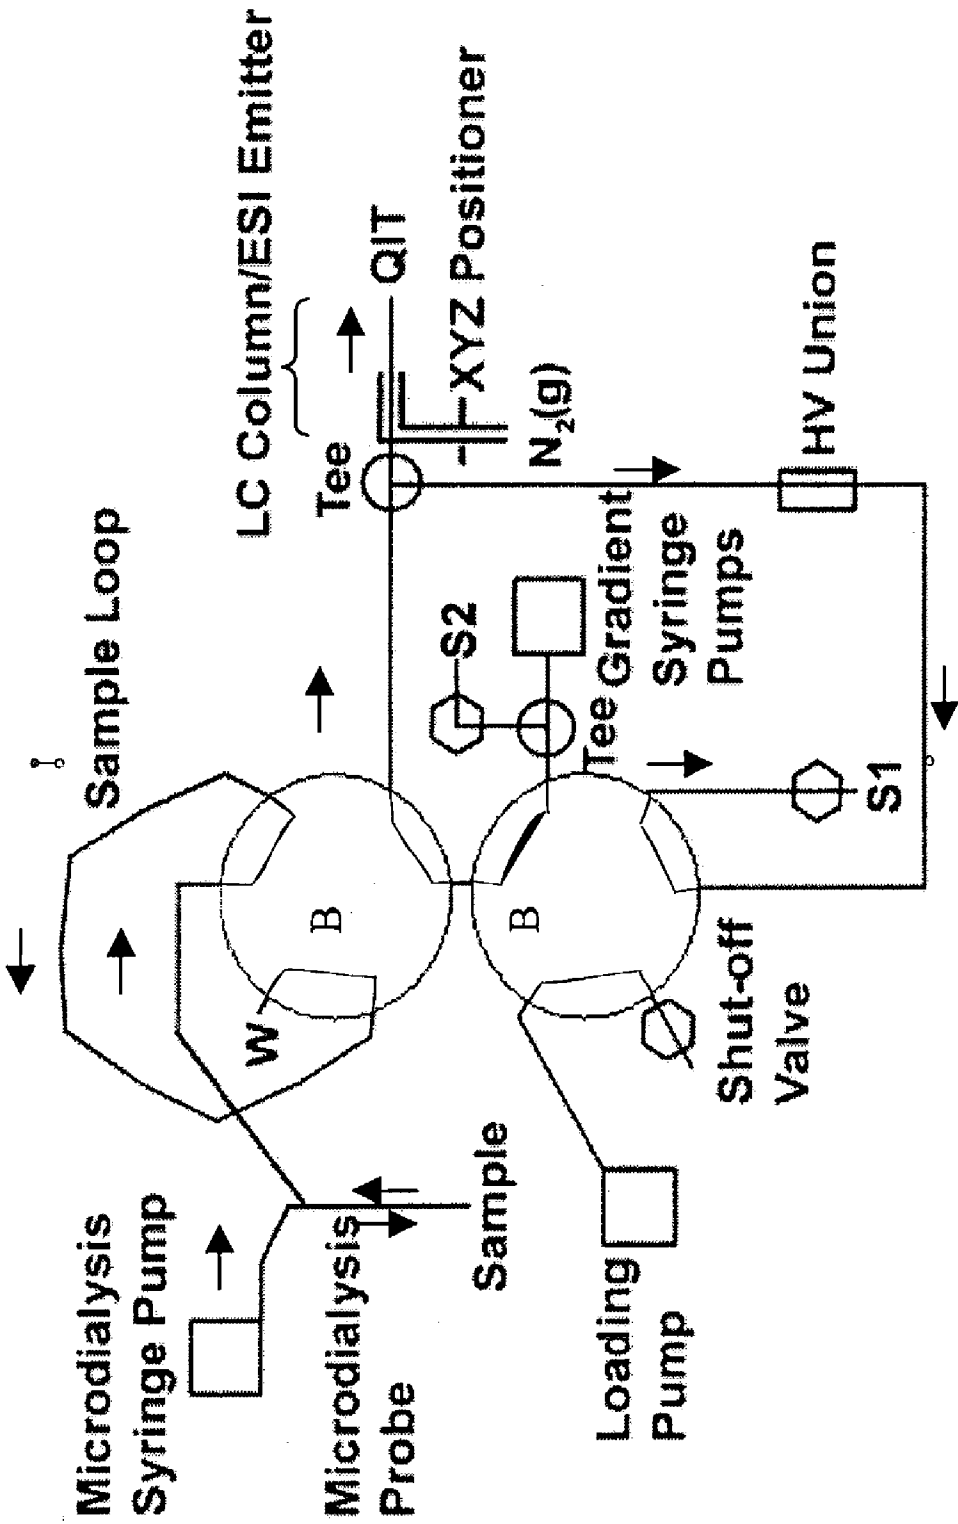 Microdialysis
Syringe Pump
Sample Loop
LC Column/ESI Emitter
Tee
QIT
XYZ Positioner
N2(g)
W
B
Microdialysis
Probe
Sample
B
S2
Tee
Gradient
Syringe
Pumps
Loading
Pump
Shut-off
Valve
S1
HV Union